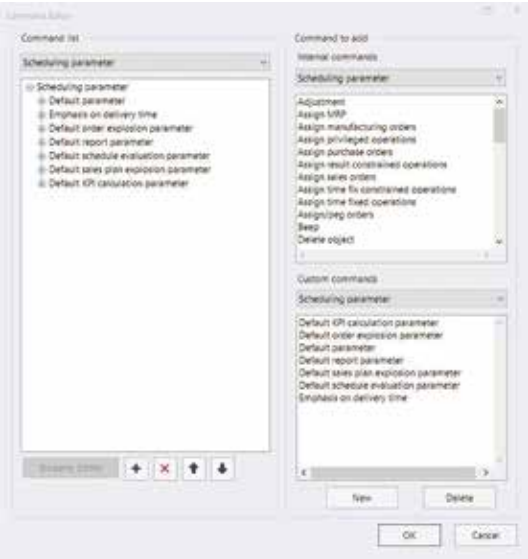 Command Editor
Command list
Scheduling parameter
Scheduling parameter
Default parameter
Emphasis on delivery time
Default order explosion parameter
Default report parameter
Default schedule evaluation parameter
Default sales plan explosion parameter
Default KPI calculation parameter
Command to add
Internal commands
Scheduling parameter
Adjustment
Assign MRP
Assign manufacturing orders
Assign privileged operations
Assign purchase orders
Assign result constrained operations
Assign sales orders
Assign time fix constrained operations
Assign time fixed operations
Assign/peg orders
Beep
Delete object
Custom commands
Scheduling parameter
Default KPI calculation parameter
Default order explosion parameter
Default parameter
Default report parameter
Default sales plan explosion parameter
Default schedule evaluation parameter
Emphasis on delivery time
New
Delete
OK
Cancel